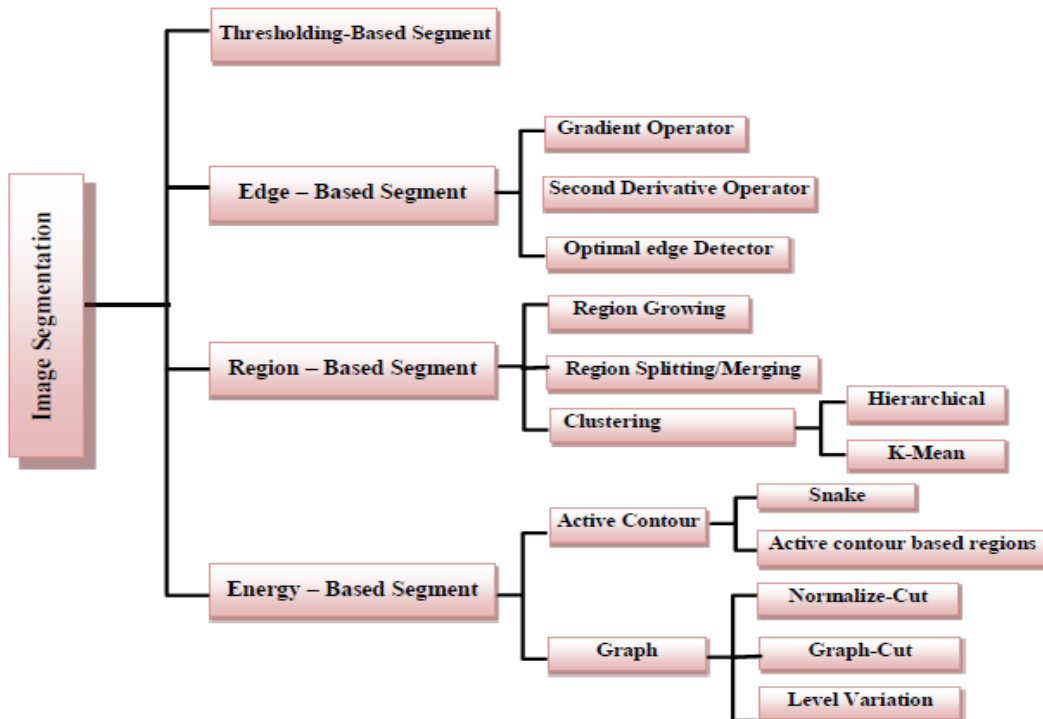 Image Segmentation
Thresholding-Based Segment
Edge – Based Segment
Gradient Operator
Second Derivative Operator
Optimal edge Detector
Region – Based Segment
Region Growing
Region Splitting/Merging
Clustering
Hierarchical
K-Mean
Energy – Based Segment
Active Contour
Snake
Active contour based regions
Graph
Normalize-Cut
Graph-Cut
Level Variation